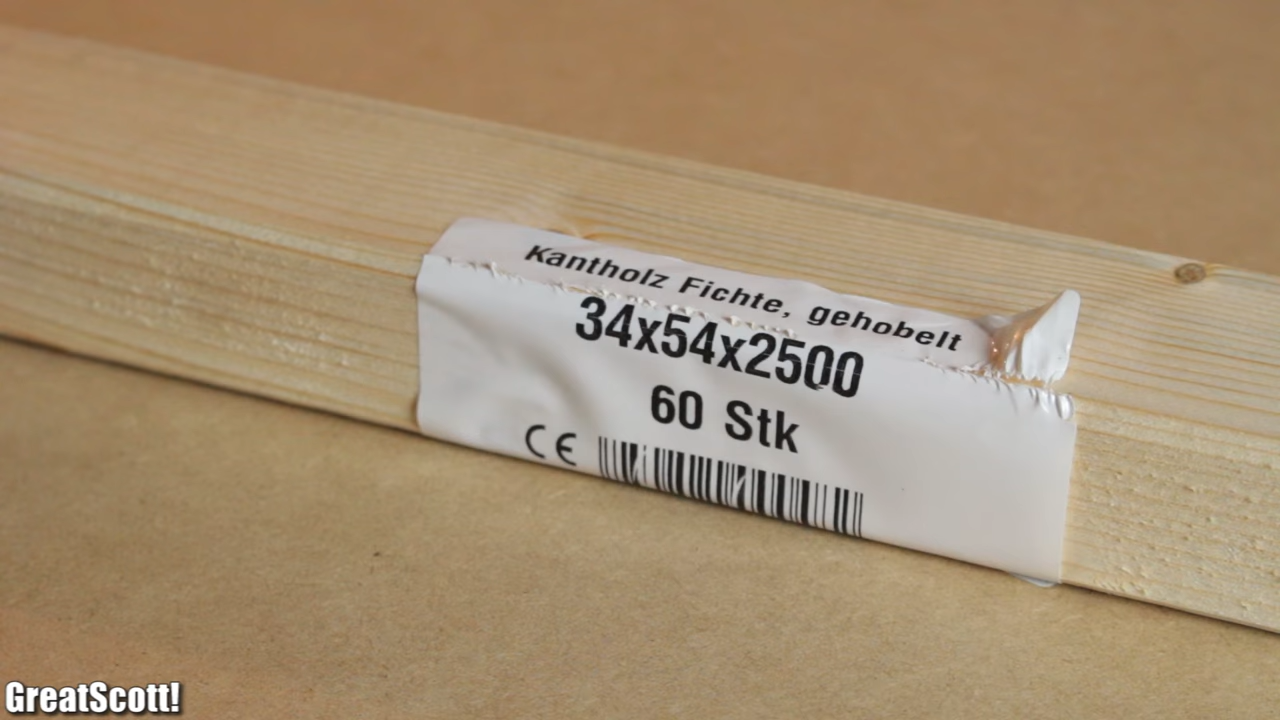 Kantholz Fichte, gehobelt
34x54x2500
60 Stk
CE
GreatScott!